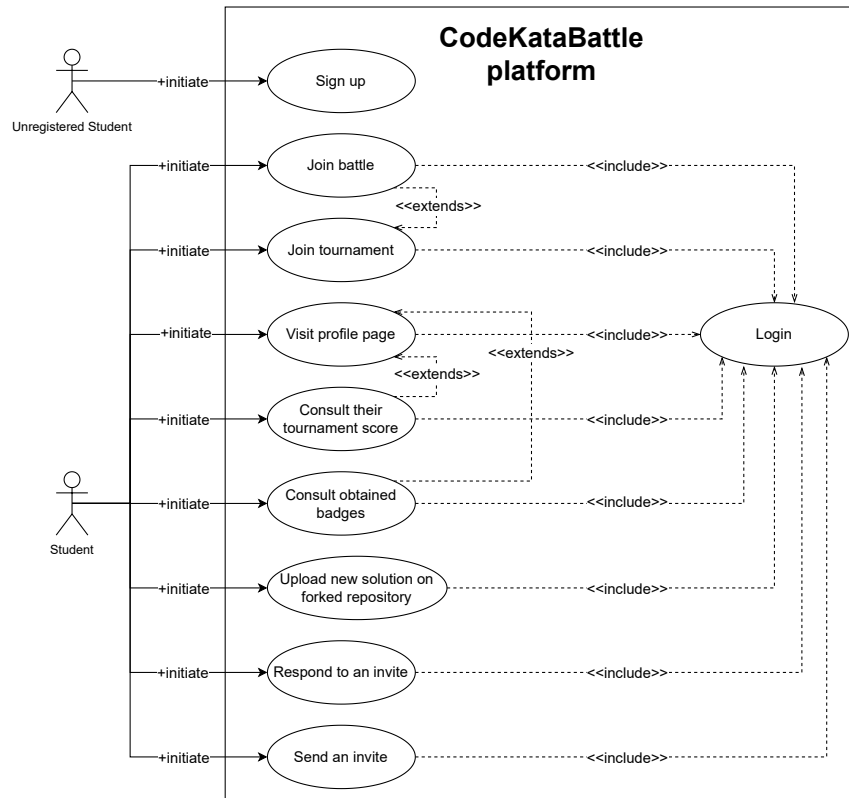 CodeKataBattle
platform
+initiate
Sign up
Unregistered Student
+initiate
Join battle
<<include>>
<<extends>>
+initiate
Join tournament
<<include>>
+initiate
Visit profile page
<<include>>
Login
<<extends>>
<<extends>>
+initiate
Consult their
tournament score
<<include>>
+initiate
Consult obtained
badges
<<include>>
Student
+initiate
Upload new solution on
forked repository
<<include>>
+initiate
Respond to an invite
<<include>>
+initiate
Send an invite
<<include>>